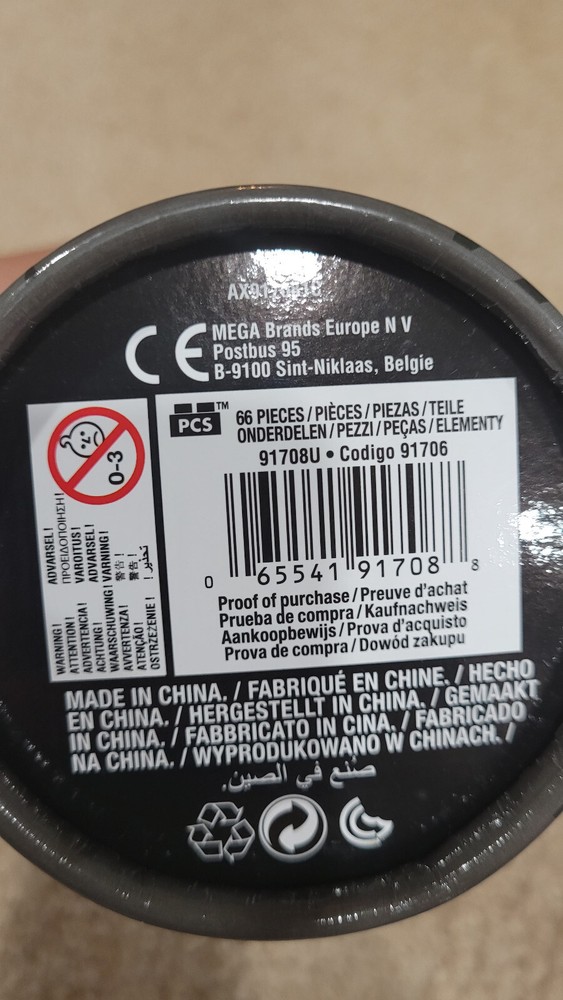 MEGA Brands Europe N V
Postbus 95
B-9100 Sint-Niklaas, Belgie
CE
PCS™
66 PIECES / PIÈCES / PIEZAS / TEILE
ONDERDELEN / PEZZI / PEÇAS / ELEMENTY
91708U • Codigo 91706
0 65541 91708 8
Proof of purchase / Preuve d'achat
Prueba de compra / Kaufnachweis
Aankoopbewijs / Prova d'acquisto
Prova de compra / Dowód zakupu
0-3
WARNING! ADVARSEL!
ATTENTION! ΠΡΟΕΙΔΟΠΟΙΗΣΗ!
ADVERTENCIA! VAROITUS!
ACHTUNG! ADVARSEL!
WAARSCHUWING! VARNING!
AVVERTENZA! 警告!
ATENÇÃO! 警告!
OSTRZEŻENIE! تحذير!
MADE IN CHINA. / FABRIQUÉ EN CHINE. / HECHO
EN CHINA. / HERGESTELLT IN CHINA. / GEMAAKT
IN CHINA. / FABBRICATO IN CINA. / FABRICADO
NA CHINA. / WYPRODUKOWANO W CHINACH. /
صنع في الصين.